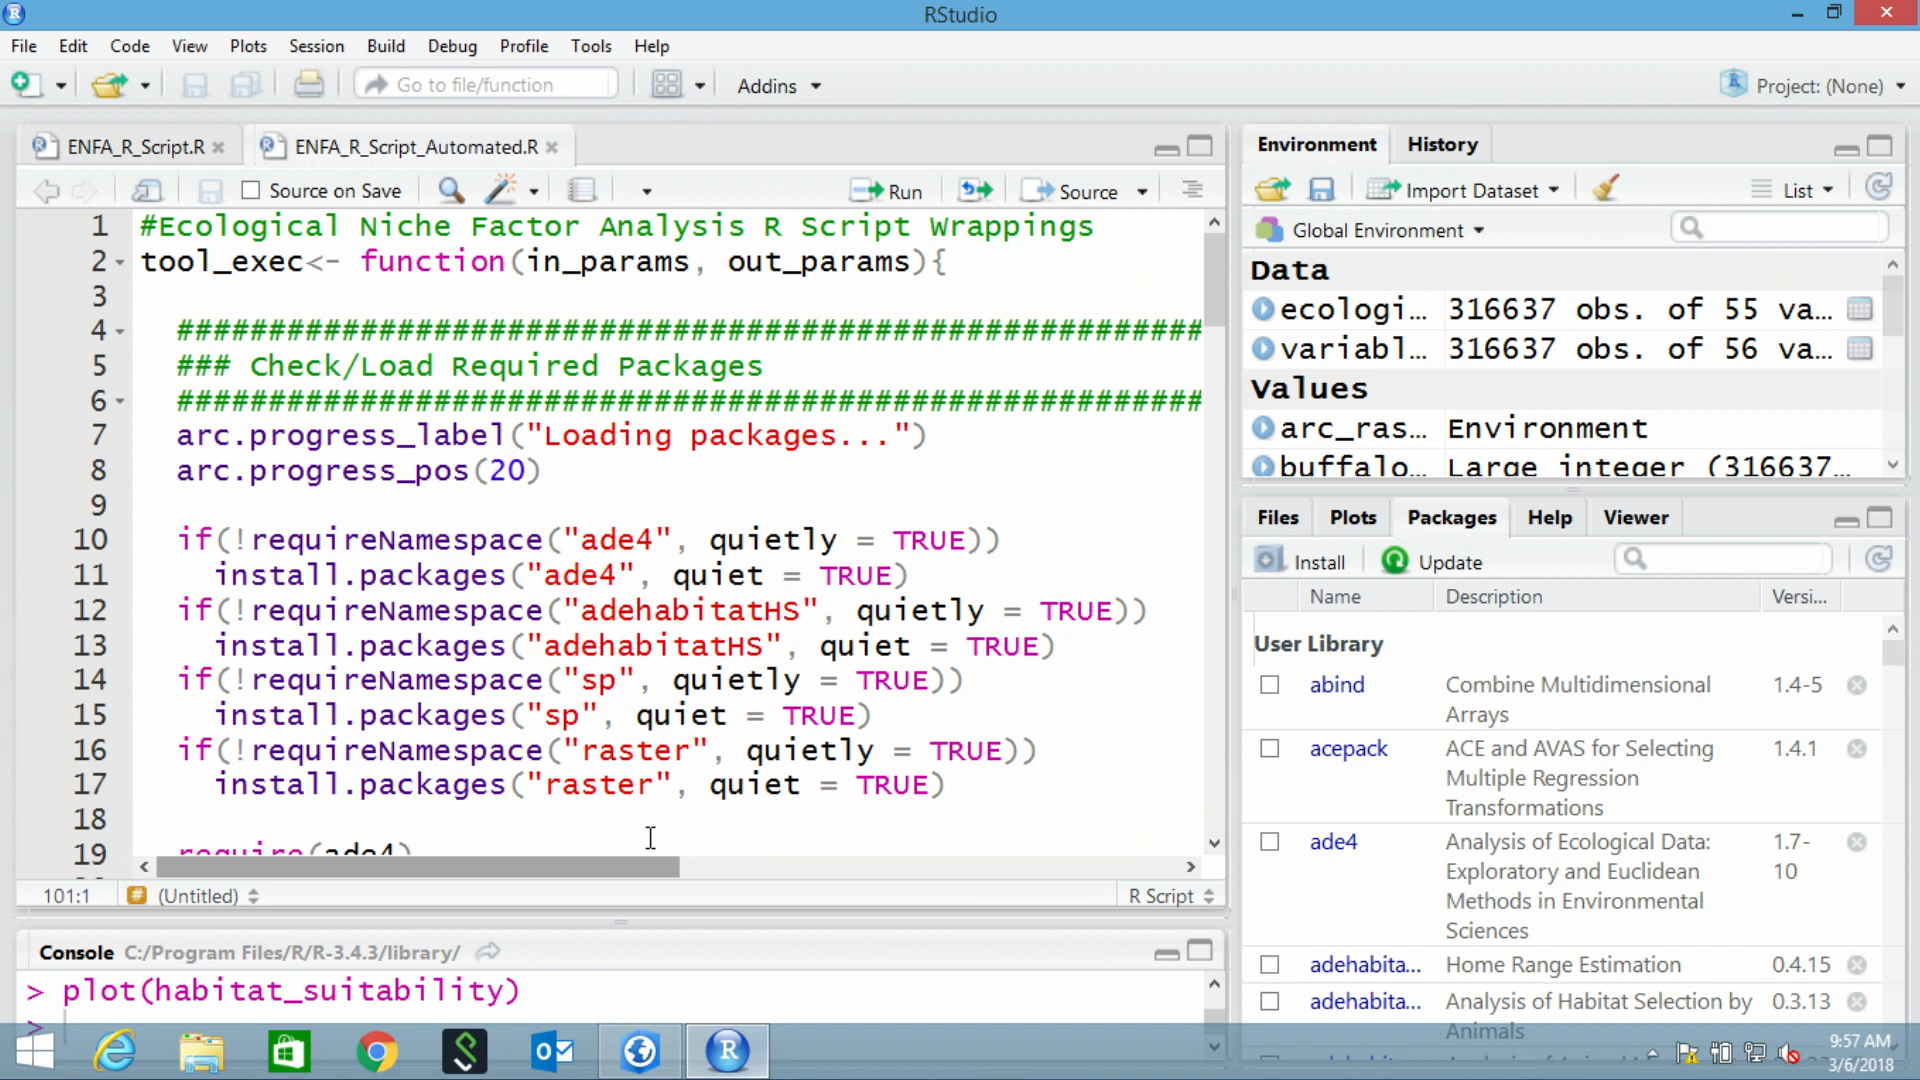 RStudio
File Edit Code View Plots Session Build Debug Profile Tools Help
Go to file/function Addins Project: (None)
ENFA_R_Script.R ENFA_R_Script_Automated.R
Source on Save Run Source
1 #Ecological Niche Factor Analysis R Script Wrappings
2 tool_exec<- function(in_params, out_params){
3
4 ########################################################
5 ### Check/Load Required Packages
6 ########################################################
7 arc.progress_label("Loading packages...")
8 arc.progress_pos(20)
9
10 if(!requireNamespace("ade4", quietly = TRUE))
11 install.packages("ade4", quiet = TRUE)
12 if(!requireNamespace("adehabitatHS", quietly = TRUE))
13 install.packages("adehabitatHS", quiet = TRUE)
14 if(!requireNamespace("sp", quietly = TRUE))
15 install.packages("sp", quiet = TRUE)
16 if(!requireNamespace("raster", quietly = TRUE))
17 install.packages("raster", quiet = TRUE)
18
19 require(ade4)
101:1 (Untitled) R Script
Console C:/Program Files/R/R-3.4.3/library/
> plot(habitat_suitability)
>
Environment History
Import Dataset List
Global Environment
Data
ecologi... 316637 obs. of 55 va...
variabl... 316637 obs. of 56 va...
Values
arc_ras... Environment
buffalo... Large integer (316637...
Files Plots Packages Help Viewer
Install Update
Name Description Versi...
User Library
abind Combine Multidimensional 1.4-5
Arrays
acepack ACE and AVAS for Selecting 1.4.1
Multiple Regression
Transformations
ade4 Analysis of Ecological Data: 1.7-
Exploratory and Euclidean 10
Methods in Environmental
Sciences
adehabita... Home Range Estimation 0.4.15
adehabita... Analysis of Habitat Selection by 0.3.13
Animals
9:57 AM
3/6/2018